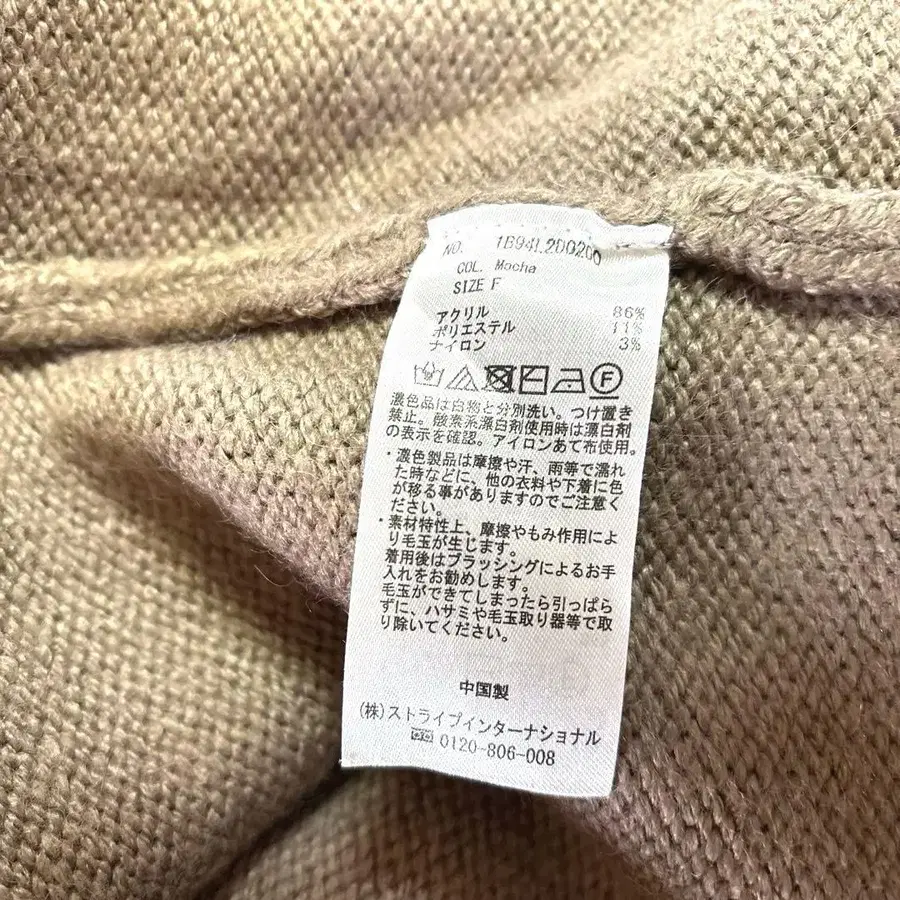 NO. 1B94L2D0200
COL. Mocha
SIZE F
アクリル 86%
ポリエステル 11%
ナイロン 3%
F
濃色品は白物と分別洗い。つけ置き
禁止。酸素系漂白剤使用時は漂白剤
の表示を確認。アイロンあて布使用。
・濃色製品は摩擦や汗、雨等で濡れ
た時などに、他の衣料や下着に色
が移る事がありますのでご注意く
ださい。
・素材特性上、摩擦やもみ作用によ
り毛玉が生じます。
着用後はブラッシングによるお手
入れをお勧めします。
毛玉ができてしまったら引っぱら
ずに、ハサミや毛玉取り器等で取
り除いてください。
中国製
(株)ストライプインターナショナル
0120-806-008